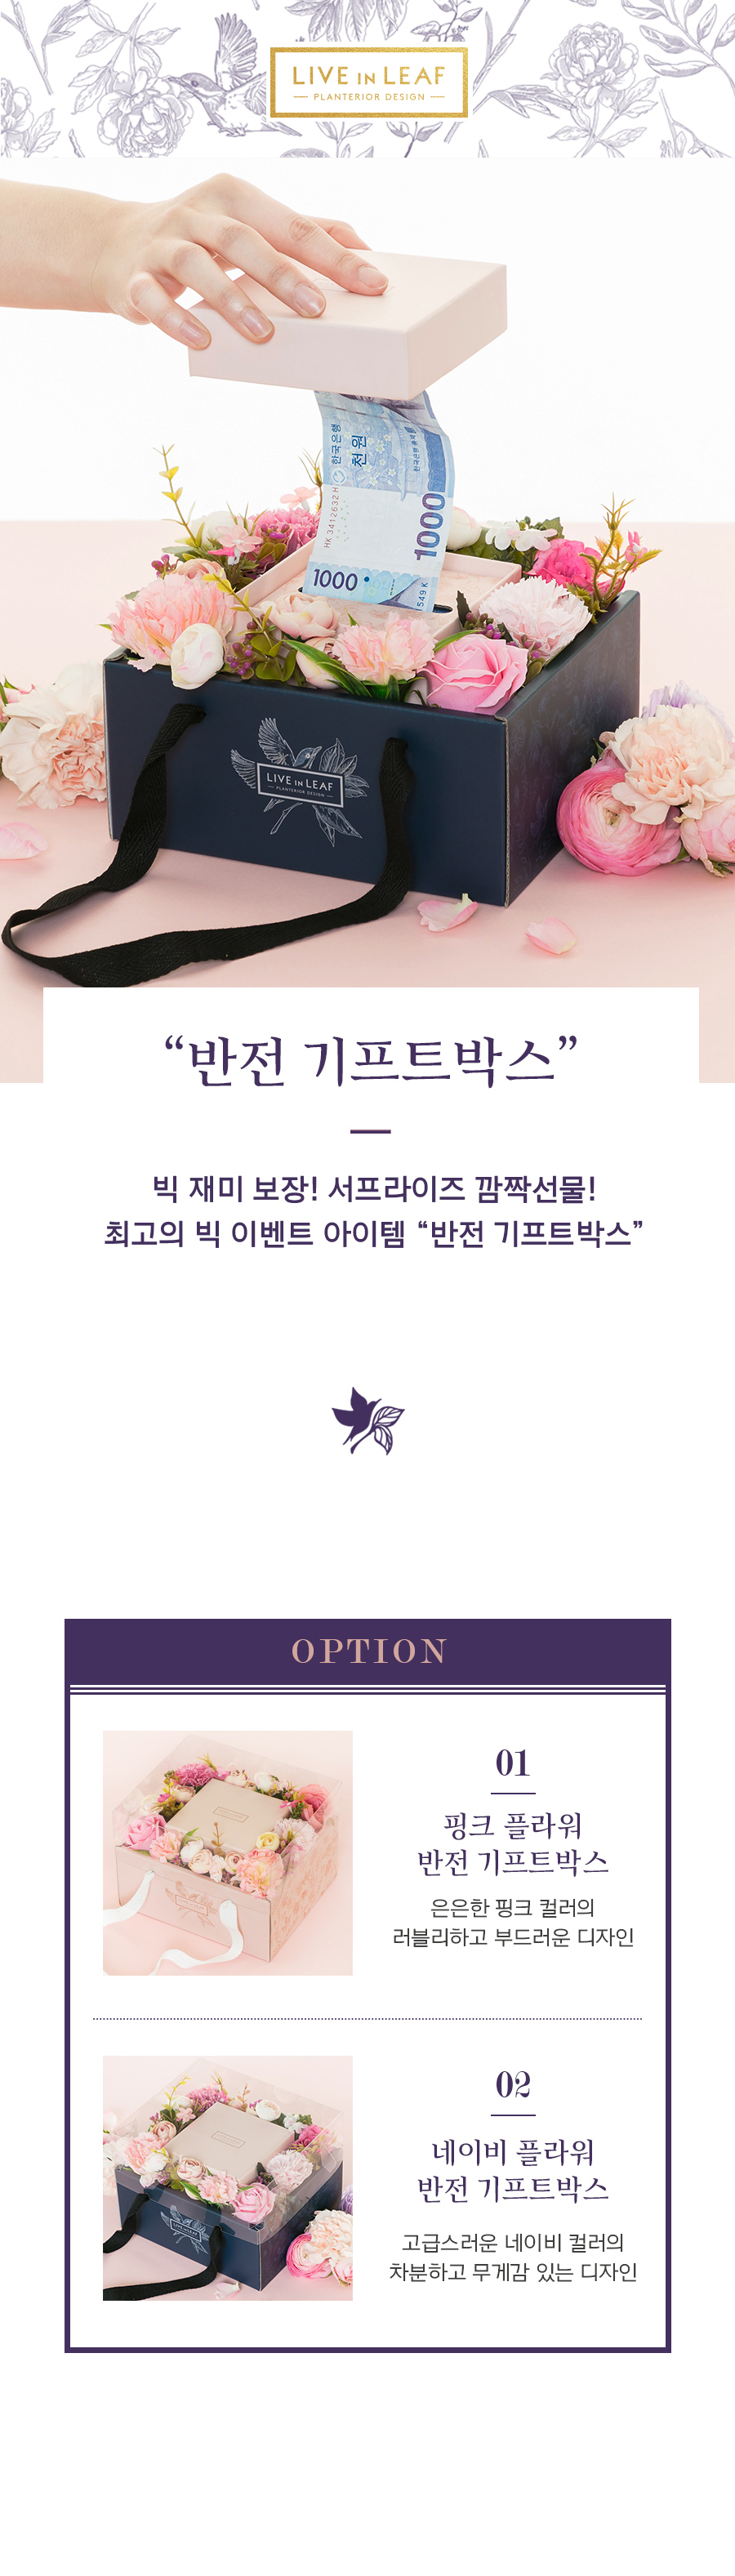 LIVE IN LEAF
PLANTERIOR DESIGN
한국은행
천원
HK 3412632 H
1000
1000
549 K
LIVE IN LEAF
PLANTERIOR DESIGN
“반전 기프트박스”
빅 재미 보장! 서프라이즈 깜짝선물!
최고의 빅 이벤트 아이템 “반전 기프트박스”
OPTION
01
핑크 플라워
반전 기프트박스
은은한 핑크 컬러의
러블리하고 부드러운 디자인
02
네이비 플라워
반전 기프트박스
고급스러운 네이비 컬러의
차분하고 무게감 있는 디자인
LIVE IN LEAF